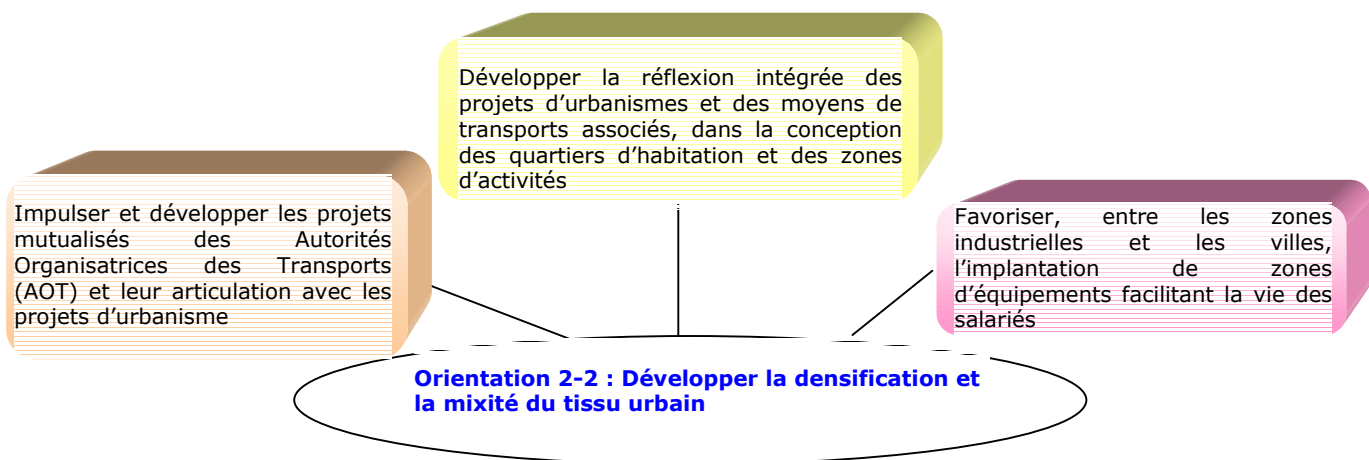 Développer la réflexion intégrée des
projets d'urbanismes et des moyens de
transports associés, dans la conception
des quartiers d'habitation et des zones
d'activités
Impulser et développer les projets
mutualisés des Autorités
Organisatrices des Transports
(AOT) et leur articulation avec les
projets d'urbanisme
Favoriser, entre les zones
industrielles et les villes,
l'implantation de zones
d'équipements facilitant la vie des
salariés
Orientation 2-2 : Développer la densification et
la mixité du tissu urbain